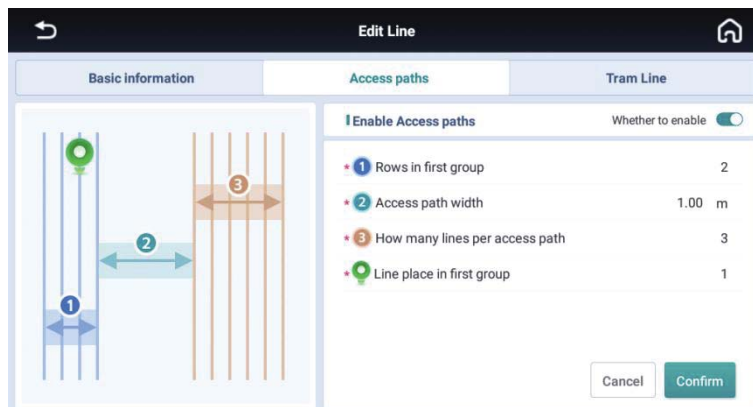 Edit Line
Basic information
Access paths
Tram Line
Enable Access paths
Whether to enable
* 1 Rows in first group 2
* 2 Access path width 1.00 m
* 3 How many lines per access path 3
* Line place in first group 1
3
2
1
Cancel
Confirm